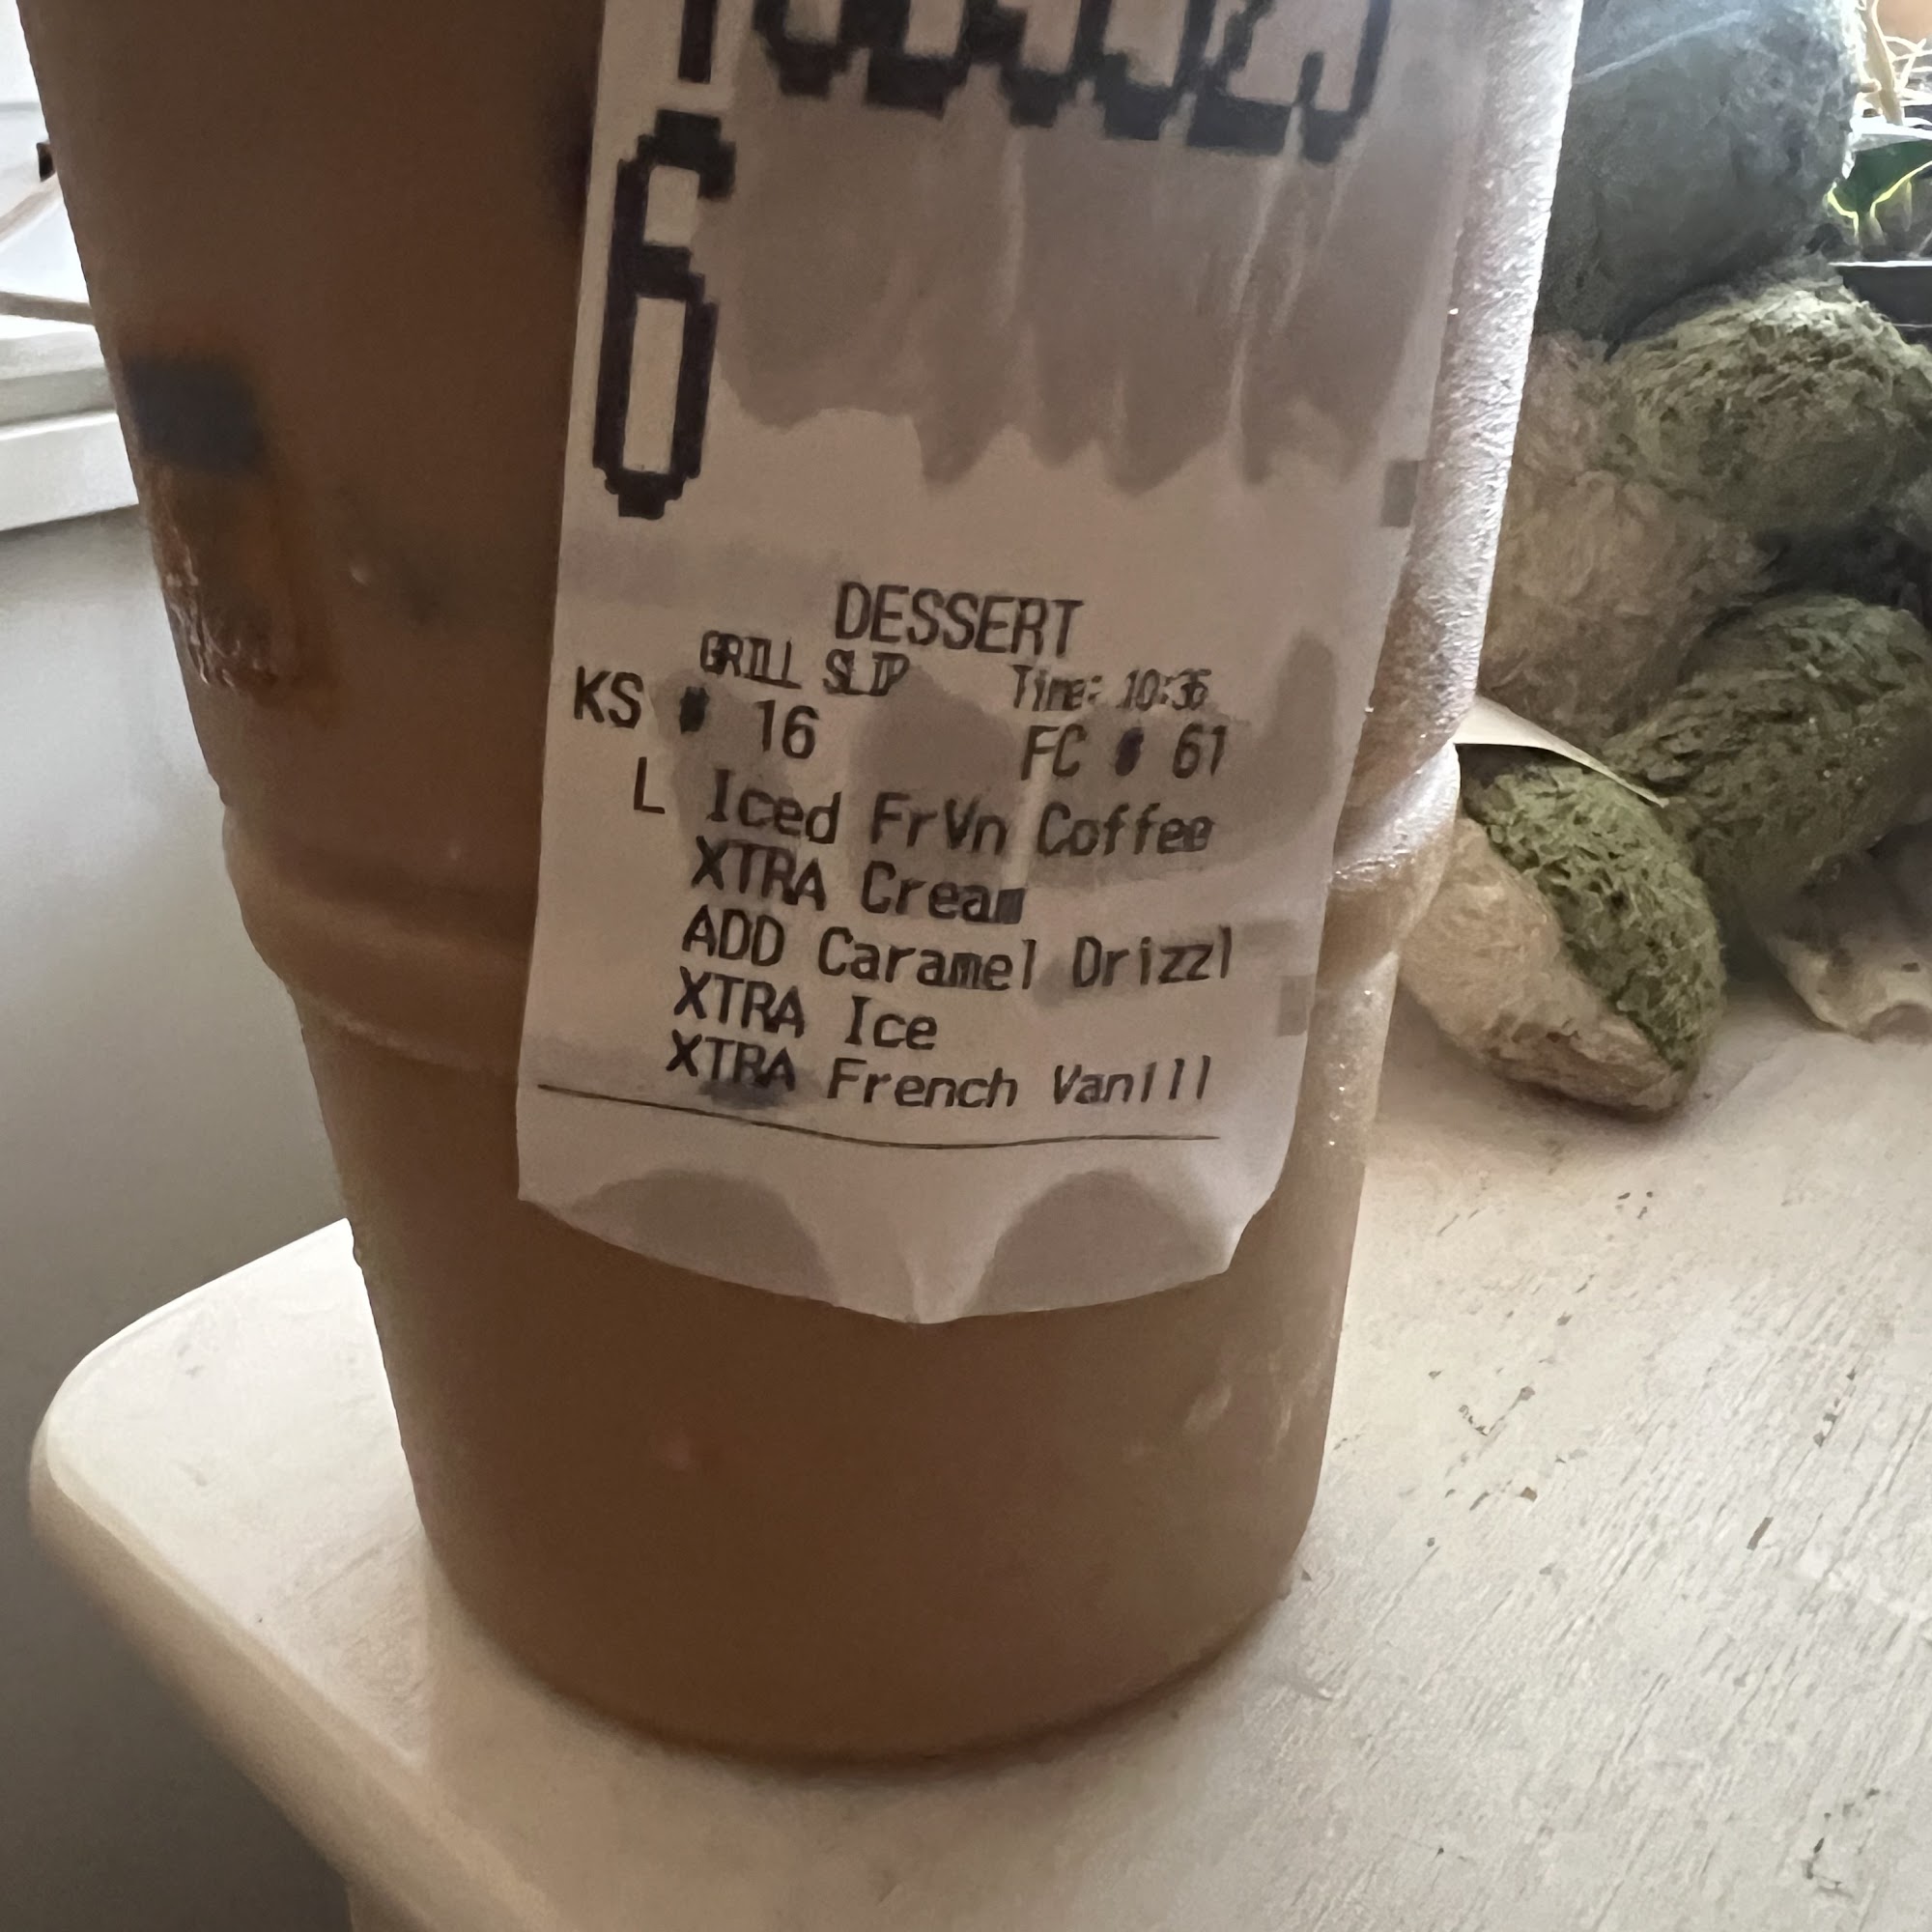 6
DESSERT
GRILL SLIP Time: 10:36
KS # 16 FC # 61
L Iced FrVn Coffee
XTRA Cream
ADD Caramel Drizzl
XTRA Ice
XTRA French Vanill